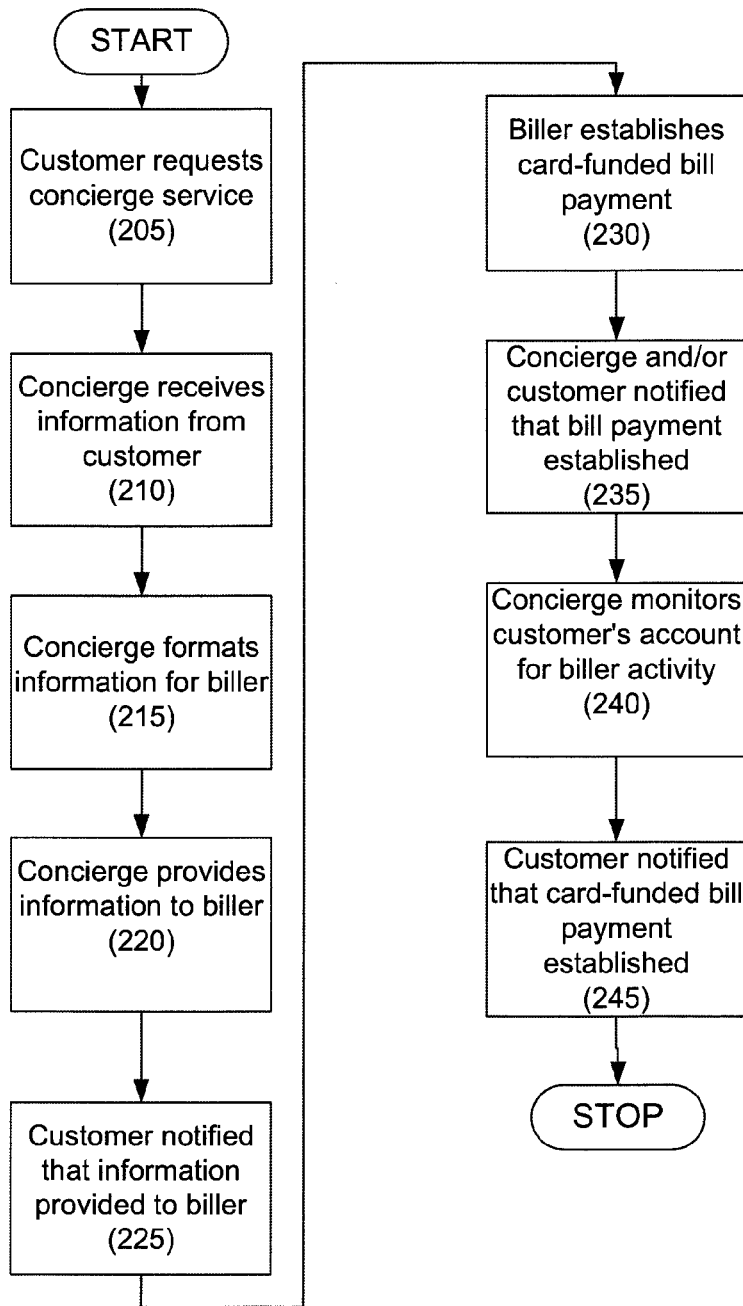 START
Customer requests
concierge service
(205)
Concierge receives
information from
customer
(210)
Concierge formats
information for biller
(215)
Concierge provides
information to biller
(220)
Customer notified
that information
provided to biller
(225)
Biller establishes
card-funded bill
payment
(230)
Concierge and/or
customer notified
that bill payment
established
(235)
Concierge monitors
customer's account
for biller activity
(240)
Customer notified
that card-funded bill
payment
established
(245)
STOP